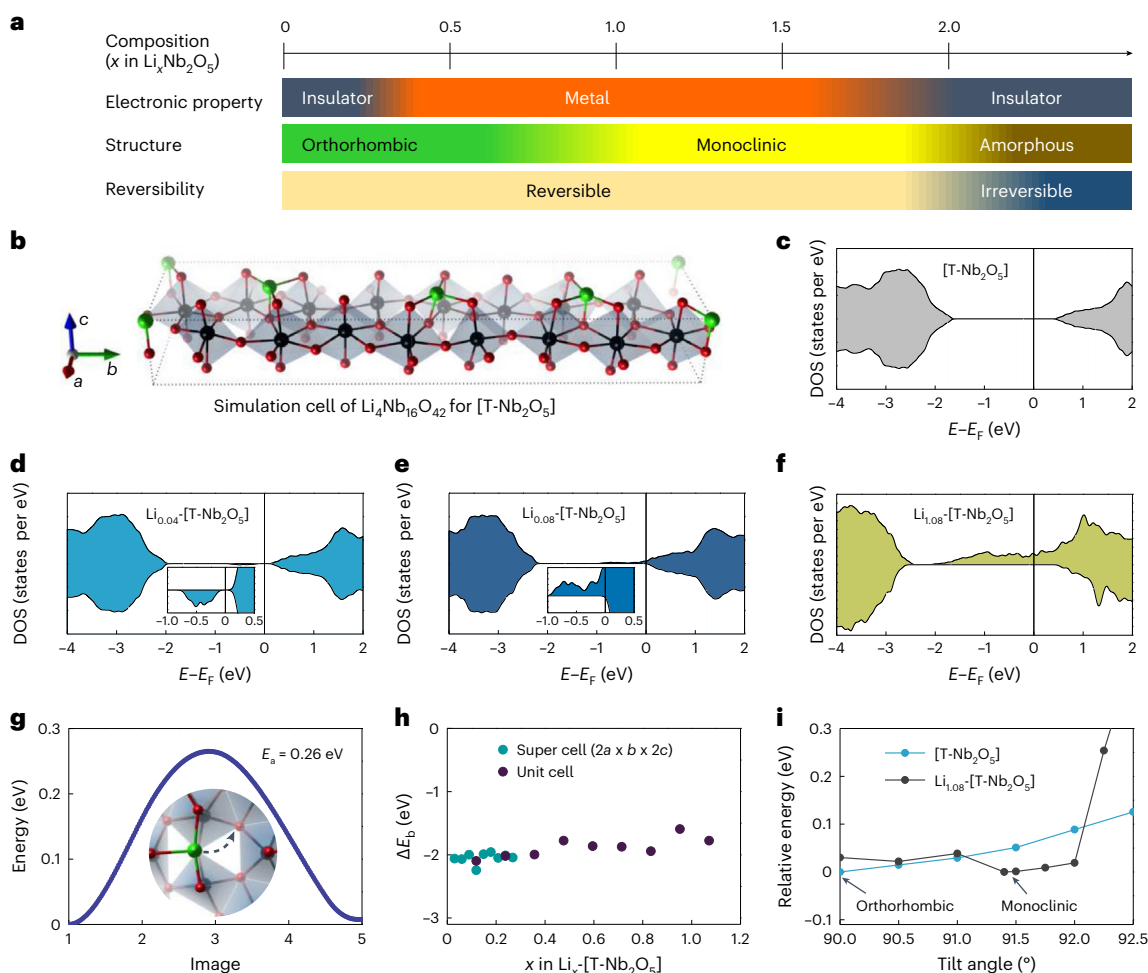 a
Composition
(x in LixNb2O5)
0
0.5
1.0
1.5
2.0
Electronic property
Insulator
Metal
Insulator
Structure
Orthorhombic
Monoclinic
Amorphous
Reversibility
Reversible
Irreversible
b
c
a
b
Simulation cell of Li4Nb16O42 for [T-Nb2O5]
c
DOS (states per eV)
[T-Nb2O5]
−4 −3 −2 −1 0 1 2
E–EF (eV)
d
DOS (states per eV)
Li0.04-[T-Nb2O5]
−1.0 −0.5 0 0.5
−4 −3 −2 −1 0 1 2
E–EF (eV)
e
DOS (states per eV)
Li0.08-[T-Nb2O5]
−1.0 −0.5 0 0.5
−4 −3 −2 −1 0 1 2
E–EF (eV)
f
DOS (states per eV)
Li1.08-[T-Nb2O5]
−4 −3 −2 −1 0 1 2
E–EF (eV)
g
Energy (eV)
0.3
0.2
0.1
0
Ea = 0.26 eV
1 2 3 4 5
Image
h
ΔEb (eV)
0
−1
−2
−3
Super cell (2a x b x 2c)
Unit cell
0 0.2 0.4 0.6 0.8 1.0 1.2
x in Lix-[T-Nb2O5]
i
Relative energy (eV)
0.3
0.2
0.1
0
−0.1
[T-Nb2O5]
Li1.08-[T-Nb2O5]
Orthorhombic
Monoclinic
90.0 90.5 91.0 91.5 92.0 92.5
Tilt angle (°)